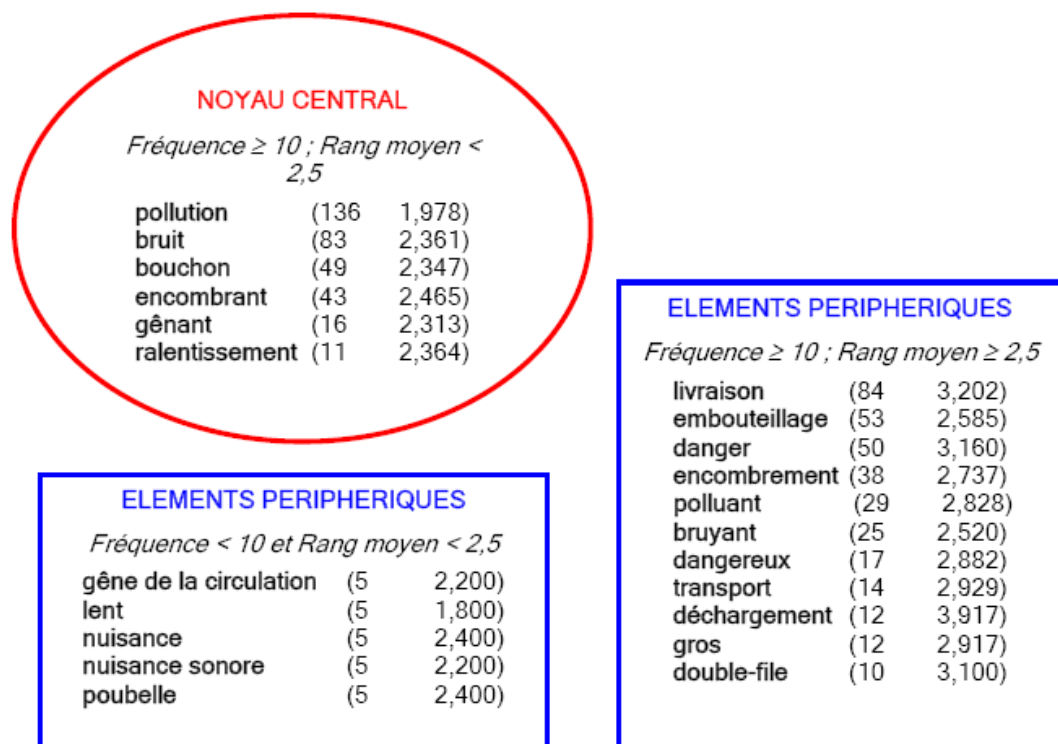 NOYAU CENTRAL
Fréquence ≥ 10 ; Rang moyen <
2,5
pollution (136 1,978)
bruit (83 2,361)
bouchon (49 2,347)
encombrant (43 2,465)
gênant (16 2,313)
ralentissement (11 2,364)
ELEMENTS PERIPHERIQUES
Fréquence ≥ 10 ; Rang moyen ≥ 2,5
livraison (84 3,202)
embouteillage (53 2,585)
danger (50 3,160)
encombrement (38 2,737)
polluant (29 2,828)
bruyant (25 2,520)
dangereux (17 2,882)
transport (14 2,929)
déchargement (12 3,917)
gros (12 2,917)
double-file (10 3,100)
ELEMENTS PERIPHERIQUES
Fréquence < 10 et Rang moyen < 2,5
gêne de la circulation (5 2,200)
lent (5 1,800)
nuisance (5 2,400)
nuisance sonore (5 2,200)
poubelle (5 2,400)